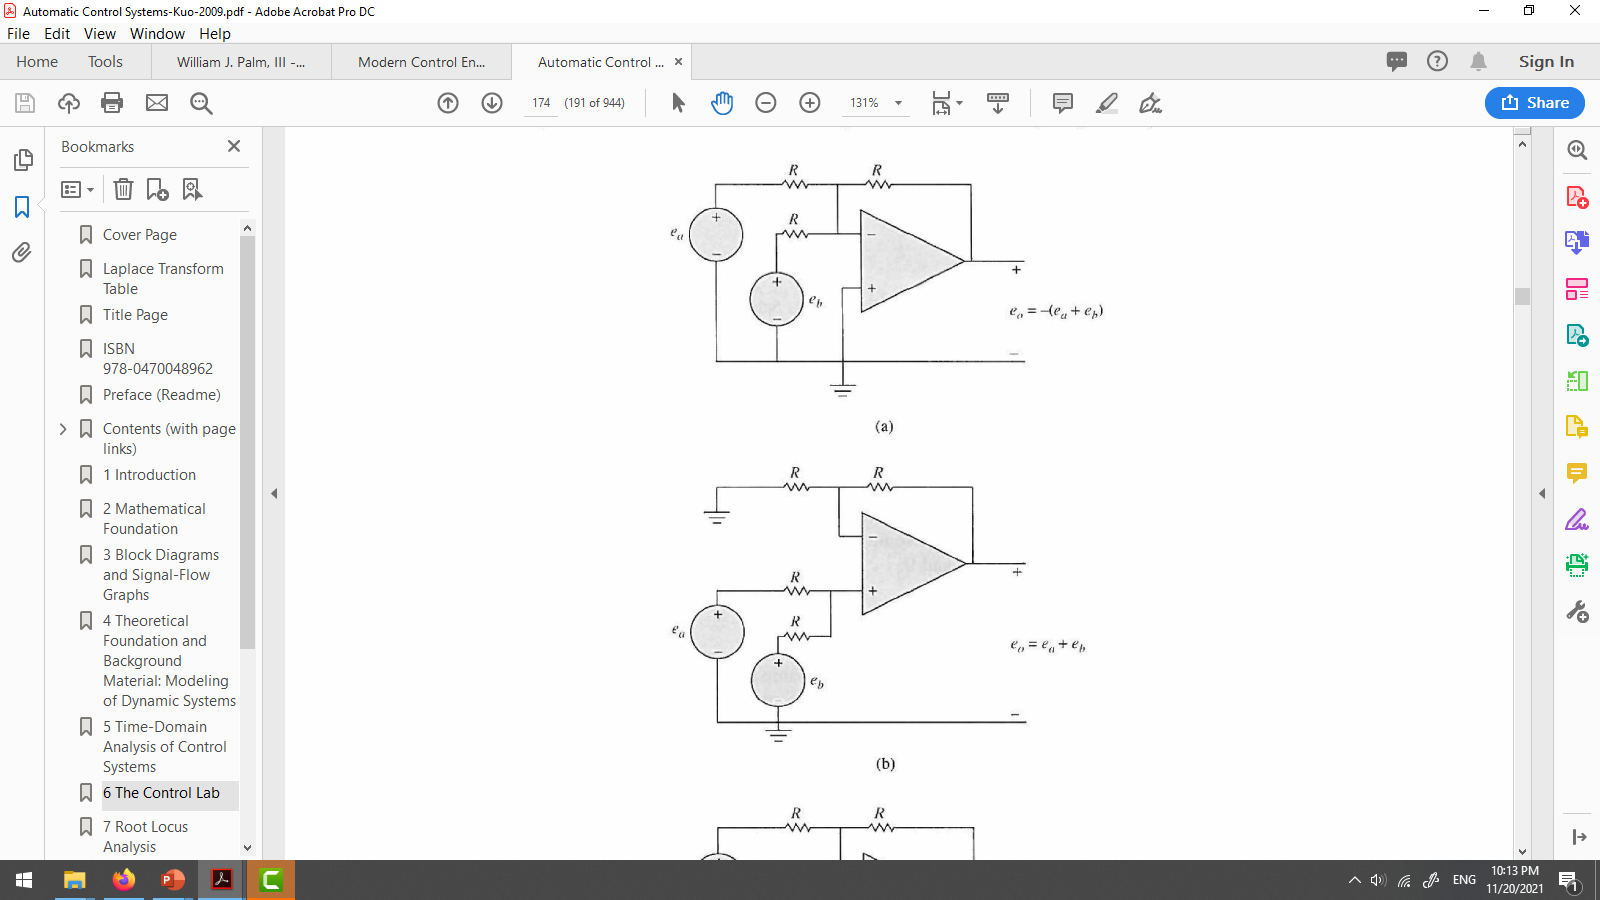 Automatic Control Systems-Kuo-2009.pdf - Adobe Acrobat Pro DC
File Edit View Window Help
Home Tools William J. Palm, III -... Modern Control En... Automatic Control ... Sign In
174 (191 of 944) 131% Share
Bookmarks
Cover Page
Laplace Transform
Table
Title Page
ISBN
978-0470048962
Preface (Readme)
Contents (with page
links)
1 Introduction
2 Mathematical
Foundation
3 Block Diagrams
and Signal-Flow
Graphs
4 Theoretical
Foundation and
Background
Material: Modeling
of Dynamic Systems
5 Time-Domain
Analysis of Control
Systems
6 The Control Lab
7 Root Locus
Analysis
R R
R
+
e_a
−
−
+
e_b
−
+
+
e_o = −(e_a + e_b)
−
(a)
R R
−
+
R
+
+
R
e_a
−
+
e_b
e_o = e_a + e_b
−
(b)
R R
ENG
10:13 PM
11/20/2021
1